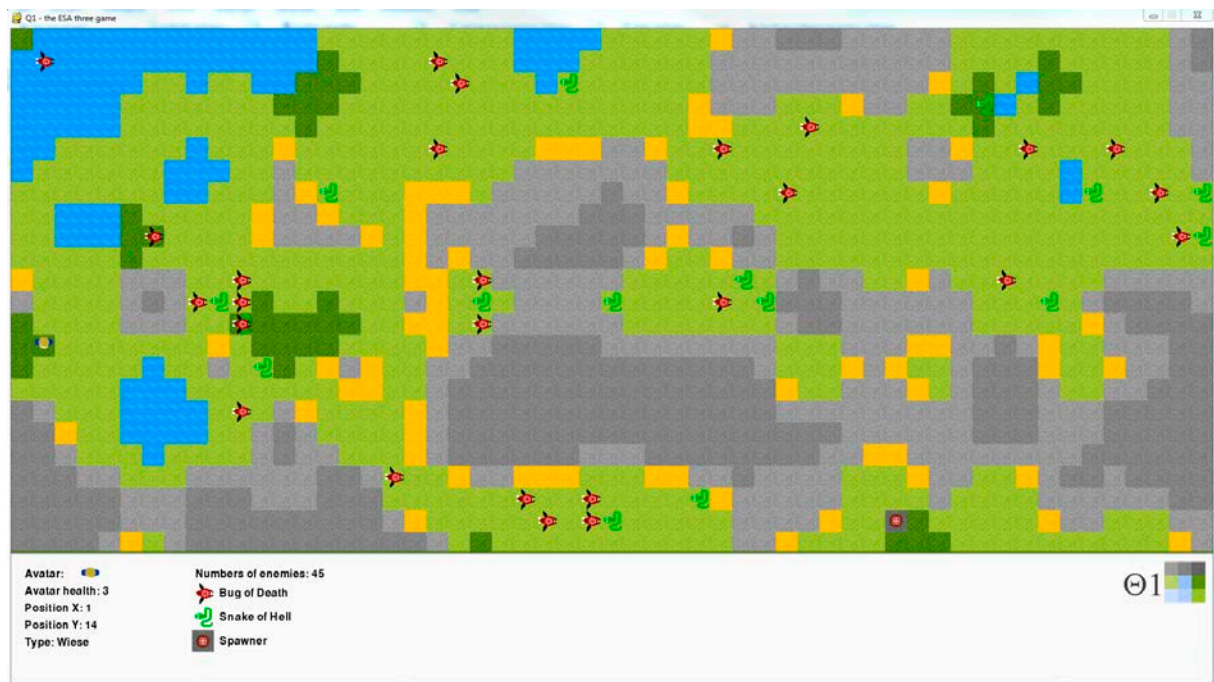 Q1 - the ESA three game
Avatar:
Avatar health: 3
Position X: 1
Position Y: 14
Type: Wiese
Numbers of enemies: 45
Bug of Death
Snake of Hell
Spawner
Θ1